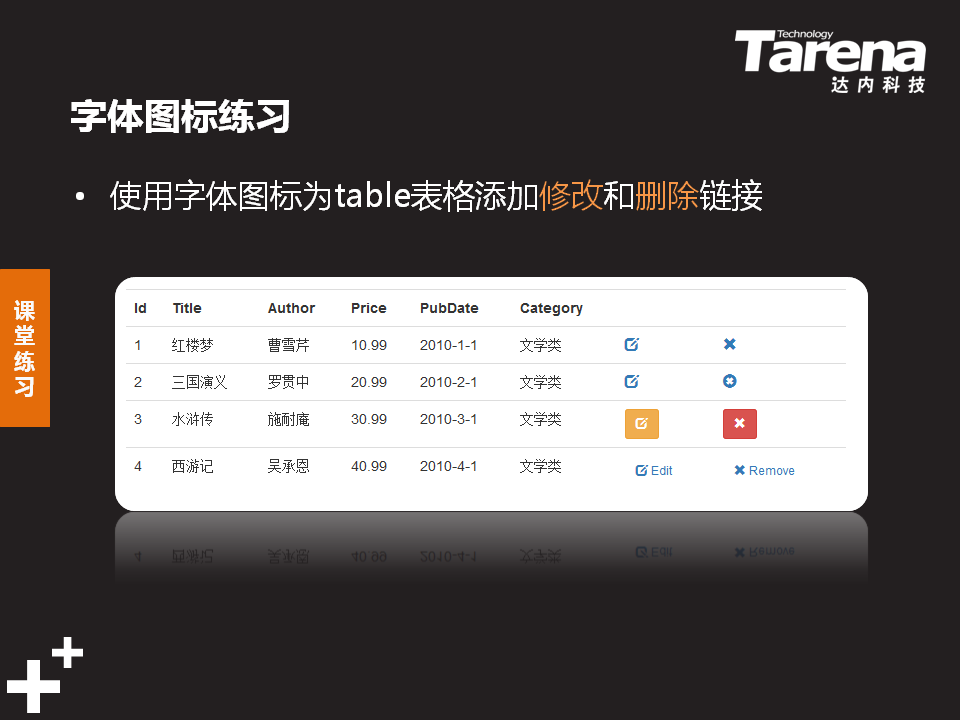 Technology
Tarena
达内科技
字体图标练习
• 使用字体图标为table表格添加修改和删除链接
课堂练习
Id Title Author Price PubDate Category
1 红楼梦 曹雪芹 10.99 2010-1-1 文学类
2 三国演义 罗贯中 20.99 2010-2-1 文学类
3 水浒传 施耐庵 30.99 2010-3-1 文学类
4 西游记 吴承恩 40.99 2010-4-1 文学类 Edit Remove